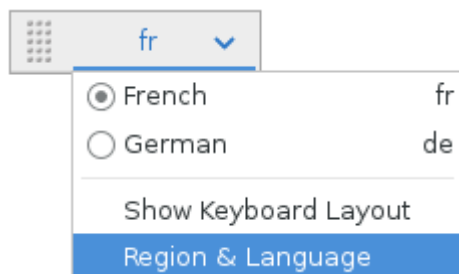 fr
French fr
German de
Show Keyboard Layout
Region & Language